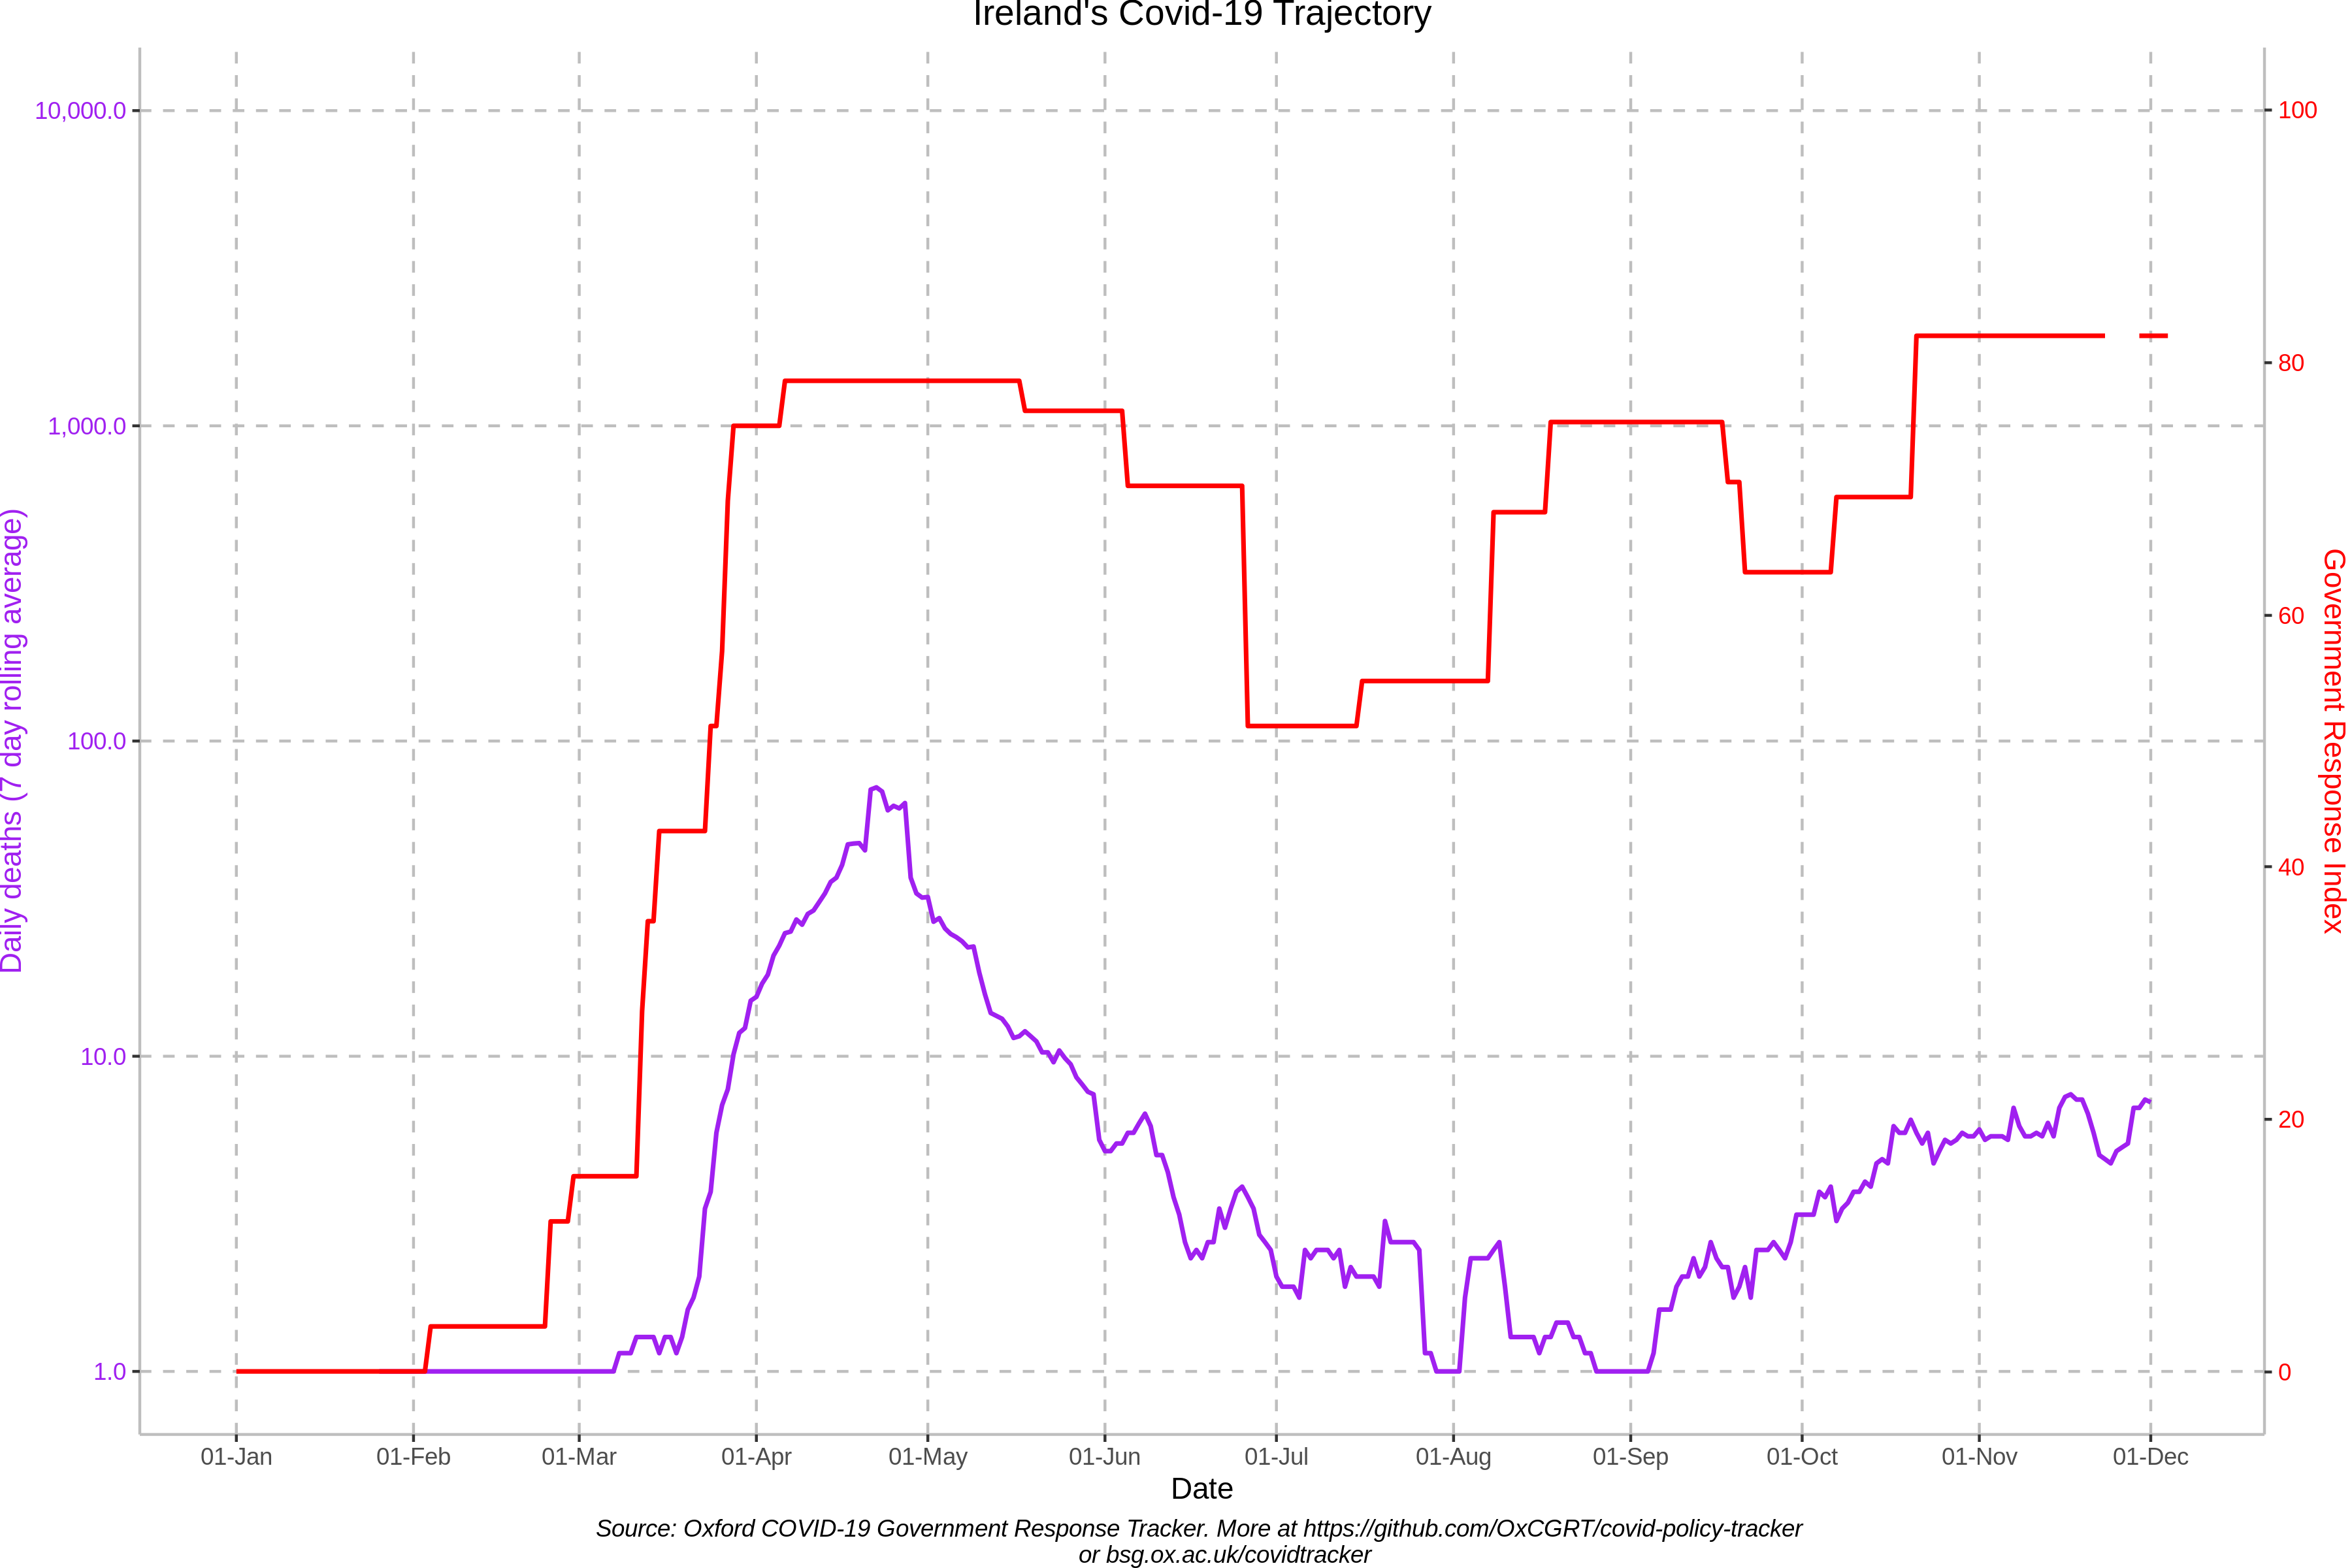 Ireland's Covid-19 Trajectory
10,000.0
1,000.0
100.0
10.0
1.0
Daily deaths (7 day rolling average)
100
80
60
40
20
0
Government Response Index
01-Jan 01-Feb 01-Mar 01-Apr 01-May 01-Jun 01-Jul 01-Aug 01-Sep 01-Oct 01-Nov 01-Dec
Date
Source: Oxford COVID-19 Government Response Tracker. More at https://github.com/OxCGRT/covid-policy-tracker
or bsg.ox.ac.uk/covidtracker